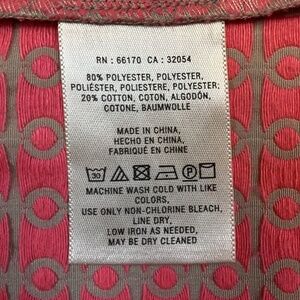 RN : 66170 CA : 32054
80% POLYESTER, POLYESTER,
POLIÉSTER, POLIESTERE, POLYESTER;
20% COTTON, COTON, ALGODÓN,
COTONE, BAUMWOLLE
MADE IN CHINA,
HECHO EN CHINA,
FABRIQUÉ EN CHINE
30 P
MACHINE WASH COLD WITH LIKE
COLORS,
USE ONLY NON-CHLORINE BLEACH,
LINE DRY,
LOW IRON AS NEEDED,
MAY BE DRY CLEANED